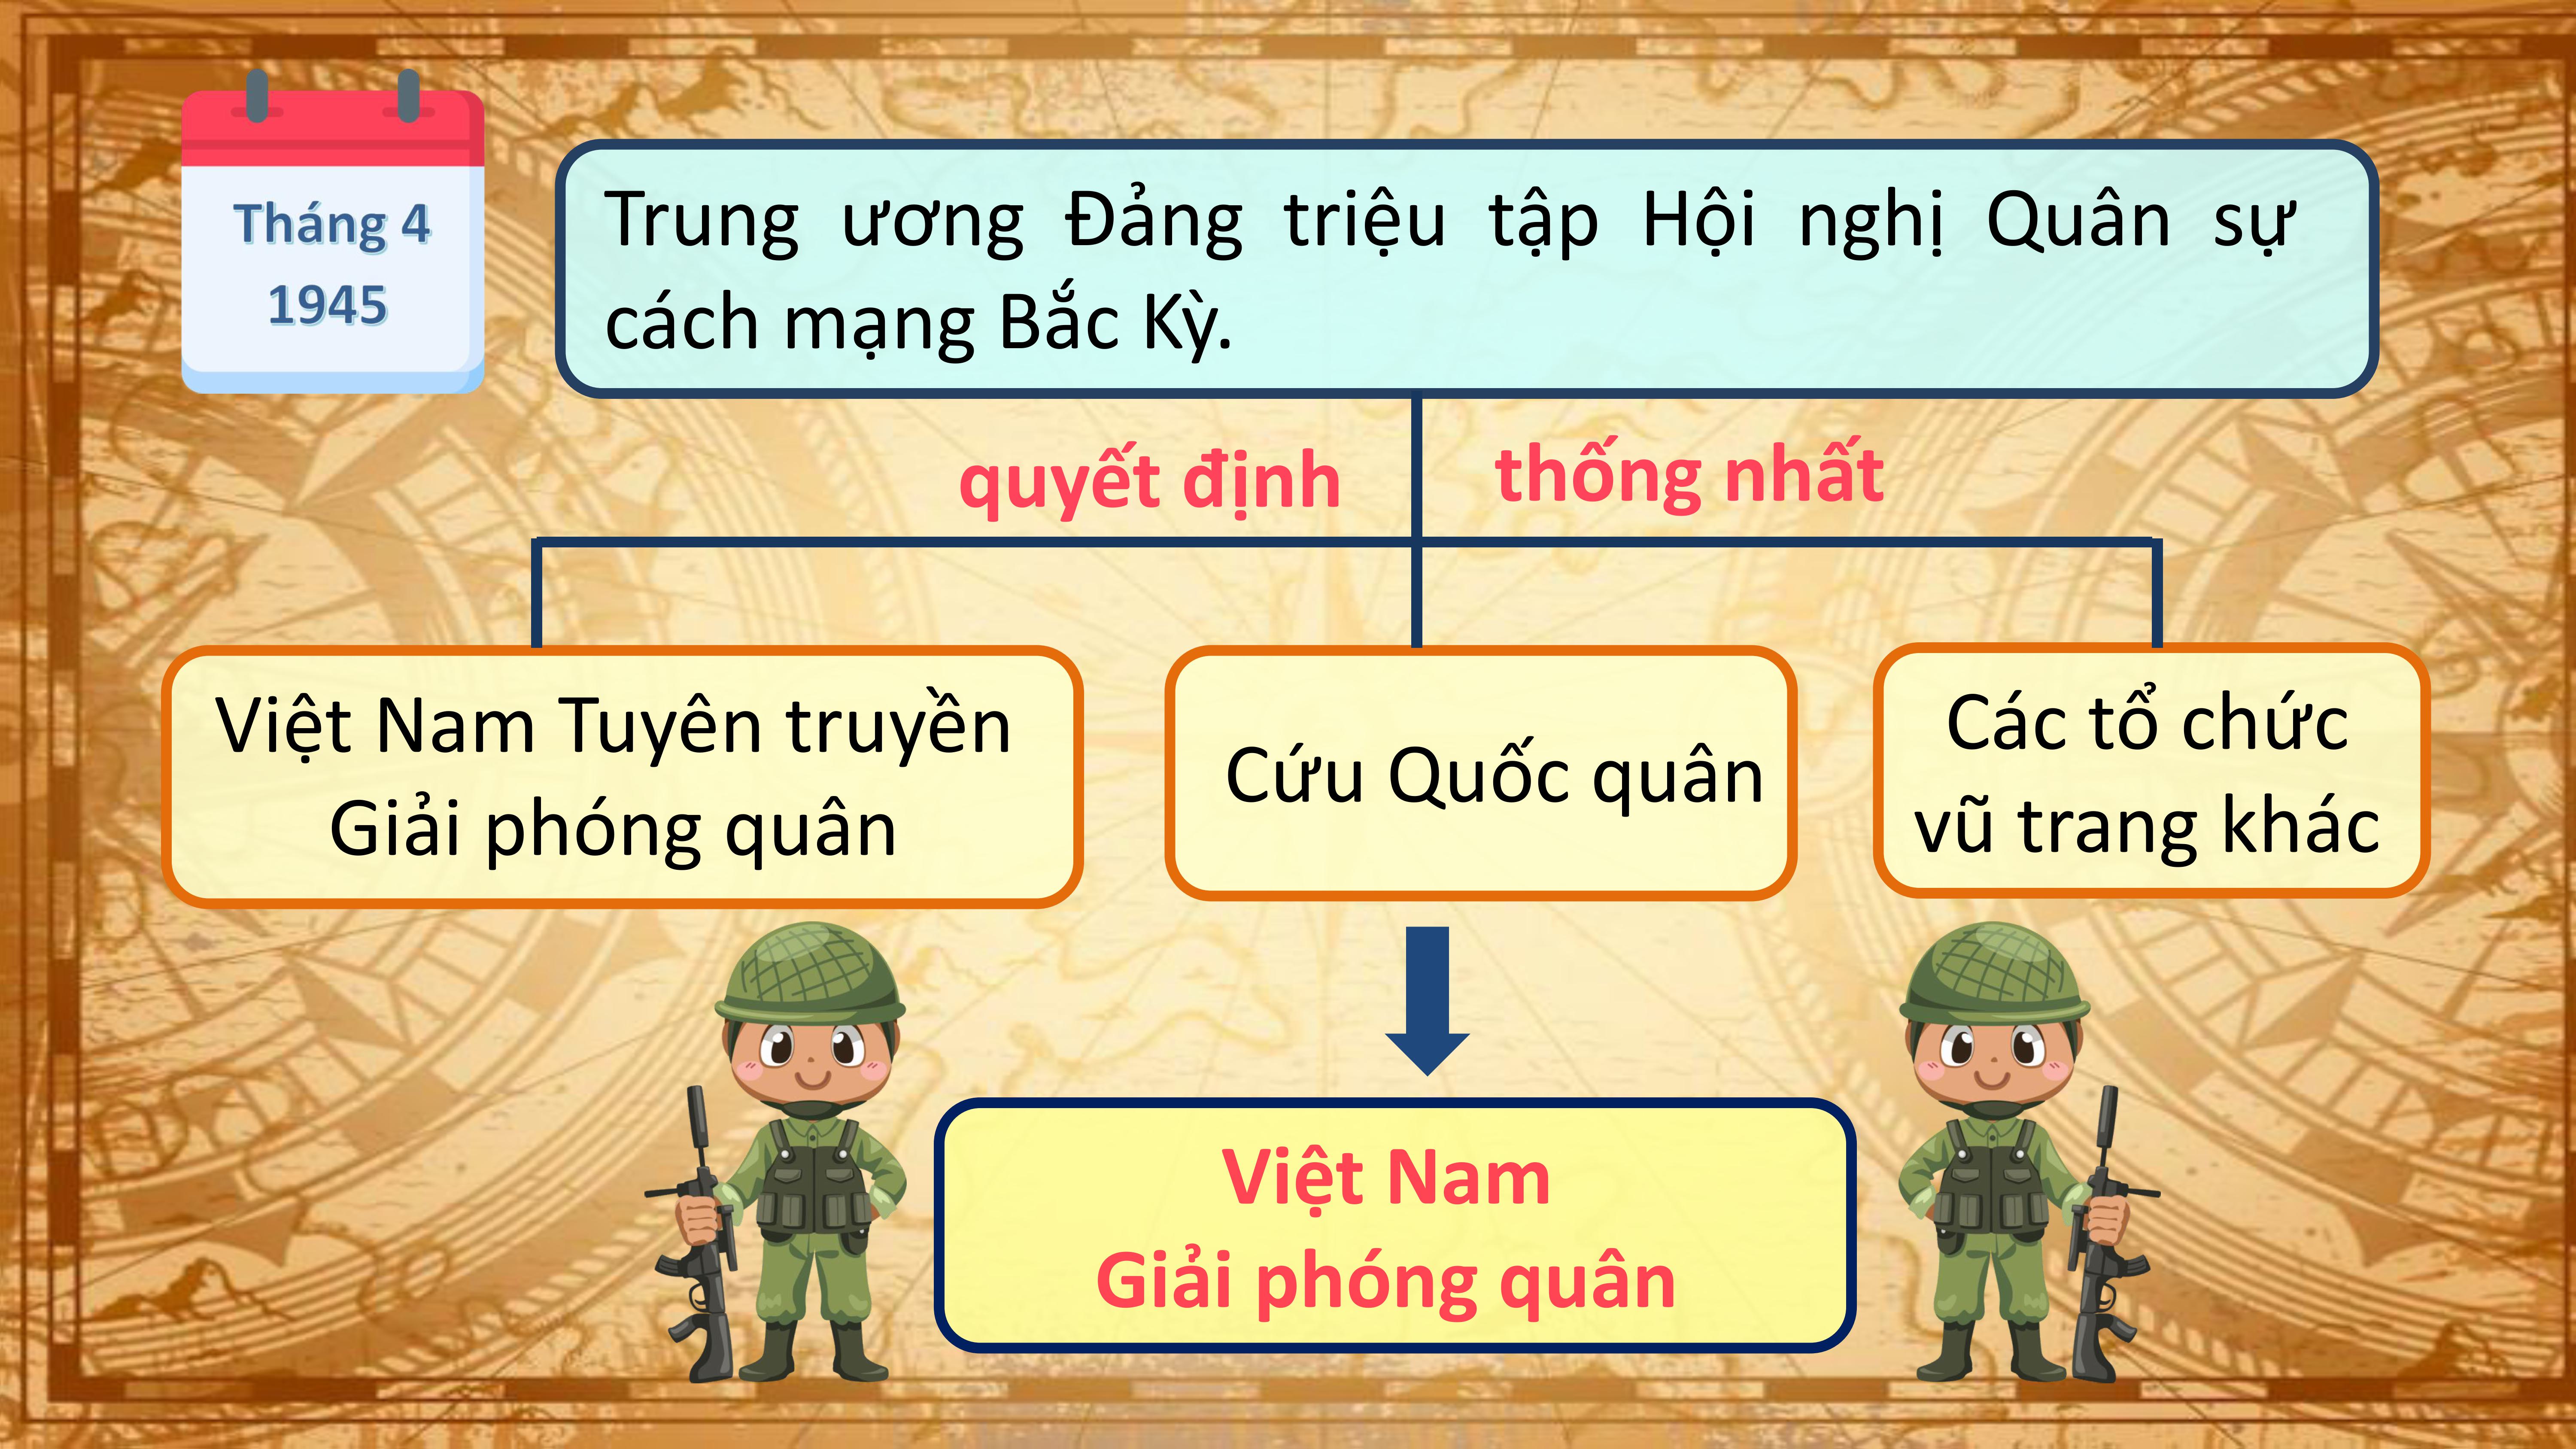 Tháng 4
1945
Trung ương Đảng triệu tập Hội nghị Quân sự
cách mạng Bắc Kỳ.
quyết định
thống nhất
Việt Nam Tuyên truyền
Giải phóng quân
Cứu Quốc quân
Các tổ chức
vũ trang khác
Việt Nam
Giải phóng quân